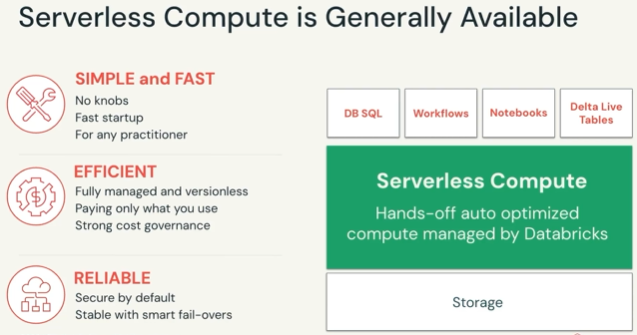 Serverless Compute is Generally Available
SIMPLE and FAST
No knobs
Fast startup
For any practitioner
EFFICIENT
Fully managed and versionless
Paying only what you use
Strong cost governance
RELIABLE
Secure by default
Stable with smart fail-overs
DB SQL
Workflows
Notebooks
Delta Live
Tables
Serverless Compute
Hands-off auto optimized
compute managed by Databricks
Storage
$